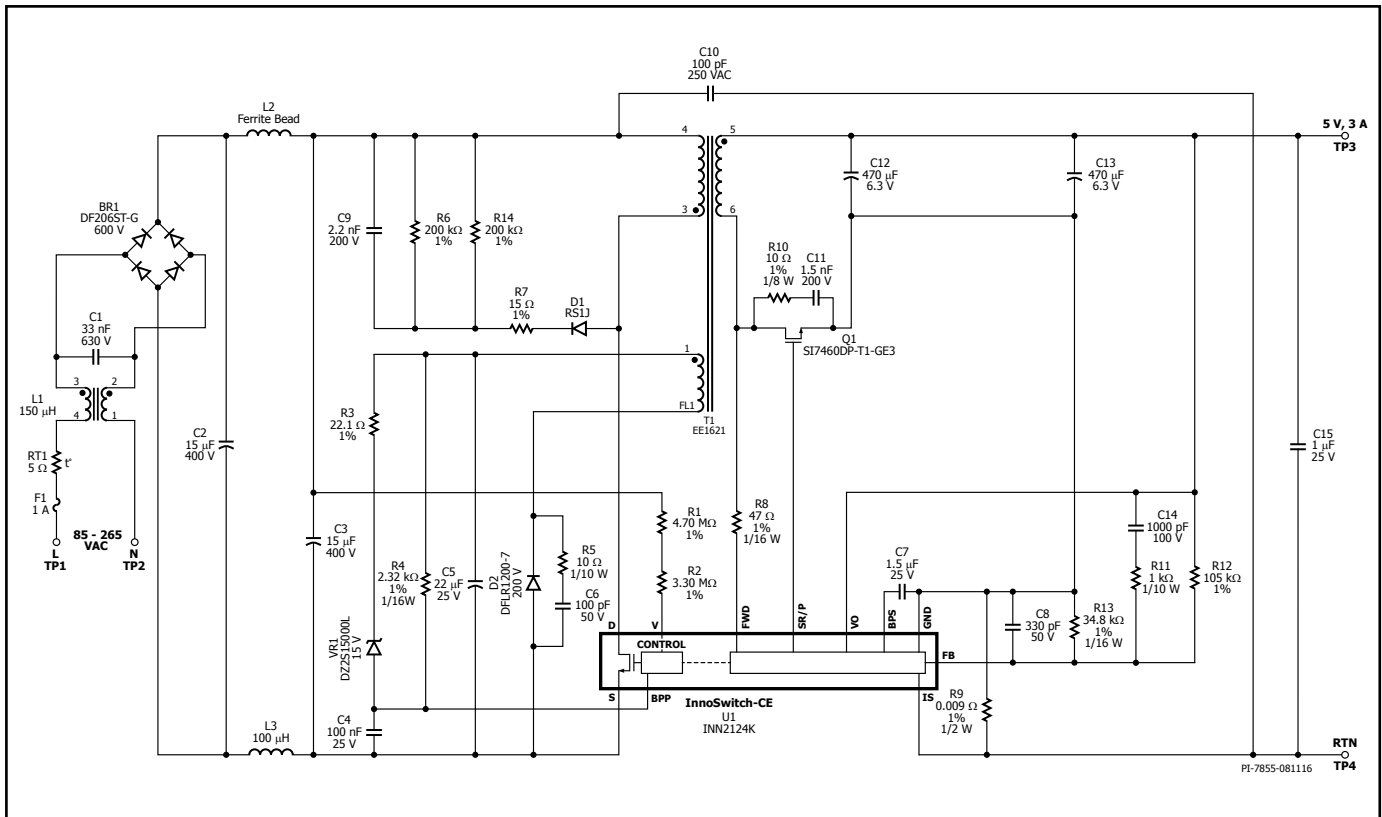 C10
100 pF
250 VAC
L2
Ferrite Bead
4
5
5 V, 3 A
TP3
C12
470 µF
6.3 V
C13
470 µF
6.3 V
BR1
DF206ST-G
600 V
C9
2.2 nF
200 V
R6
200 kΩ
1%
R14
200 kΩ
1%
3
6
R10
10 Ω
1%
1/8 W
C11
1.5 nF
200 V
R7
15 Ω
1%
D1
RS1J
C1
33 nF
630 V
Q1
SI7460DP-T1-GE3
1
3
2
L1
150 µH
4
1
FL1
T1
EE1621
R3
22.1 Ω
1%
C2
15 µF
400 V
RT1
5 Ω
t°
C15
1 µF
25 V
F1
1 A
85 - 265
VAC
L
TP1
N
TP2
C3
15 µF
400 V
R1
4.70 MΩ
1%
R8
47 Ω
1%
1/16 W
C14
1000 pF
100 V
R4
2.32 kΩ
1%
1/16W
C5
22 µF
25 V
D2
DFLR1200-7
200 V
R5
10 Ω
1/10 W
C6
100 pF
50 V
R2
3.30 MΩ
1%
C7
1.5 µF
25 V
R11
1 kΩ
1/10 W
R12
105 kΩ
1%
VR1
DZ2S15000L
15 V
D
V
FWD
SR/P
VO
BPS
GND
C8
330 pF
50 V
R13
34.8 kΩ
1%
1/16 W
CONTROL
FB
S
BPP
InnoSwitch-CE
U1
INN2124K
IS
R9
0.009 Ω
1%
1/2 W
L3
100 µH
C4
100 nF
25 V
RTN
TP4
PI-7855-081116